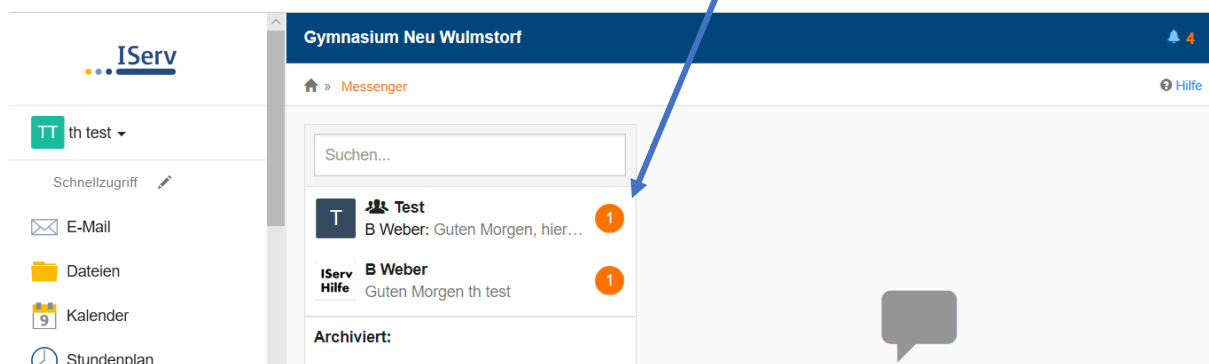 IServ
TT th test
Schnellzugriff
E-Mail
Dateien
9 Kalender
Stundenplan
Gymnasium Neu Wulmstorf
4
» Messenger
Hilfe
Suchen...
T Test 1
B Weber: Guten Morgen, hier...
IServ Hilfe B Weber 1
Guten Morgen th test
Archiviert: